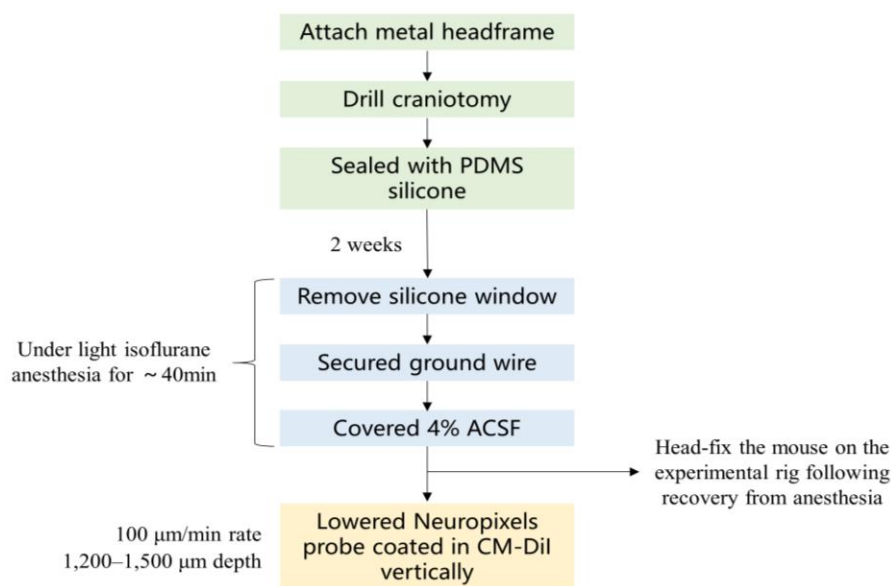 Attach metal headframe
Drill craniotomy
Sealed with PDMS
silicone
2 weeks
Remove silicone window
Under light isoflurane
anesthesia for ~ 40min
Secured ground wire
Covered 4% ACSF
Head-fix the mouse on the
experimental rig following
recovery from anesthesia
100 μm/min rate
1,200–1,500 μm depth
Lowered Neuropixels
probe coated in CM-DiI
vertically